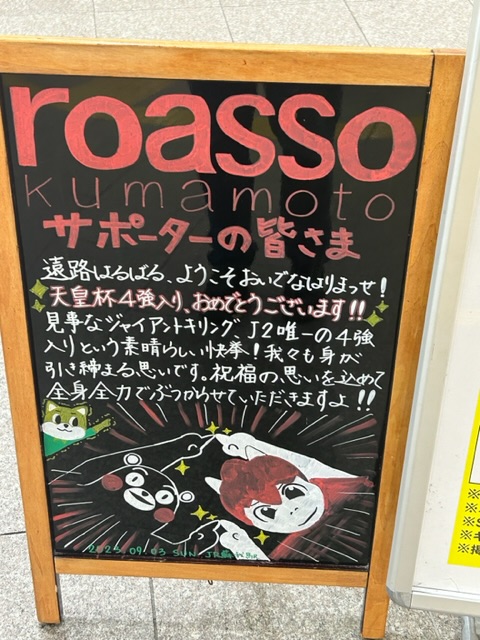 roasso
kumamoto
サポーターの皆さま
遠路はるばる、ようこそおいでなはりまっせ!
天皇杯4強入り、おめでとうございます!!
見事なジャイアントキリング J2唯一の4強
入りという素晴らしい快挙!我々も身が
引き締まる思いです。祝福の思いを込めて
全身全力でぶつからせていただきますよ!!